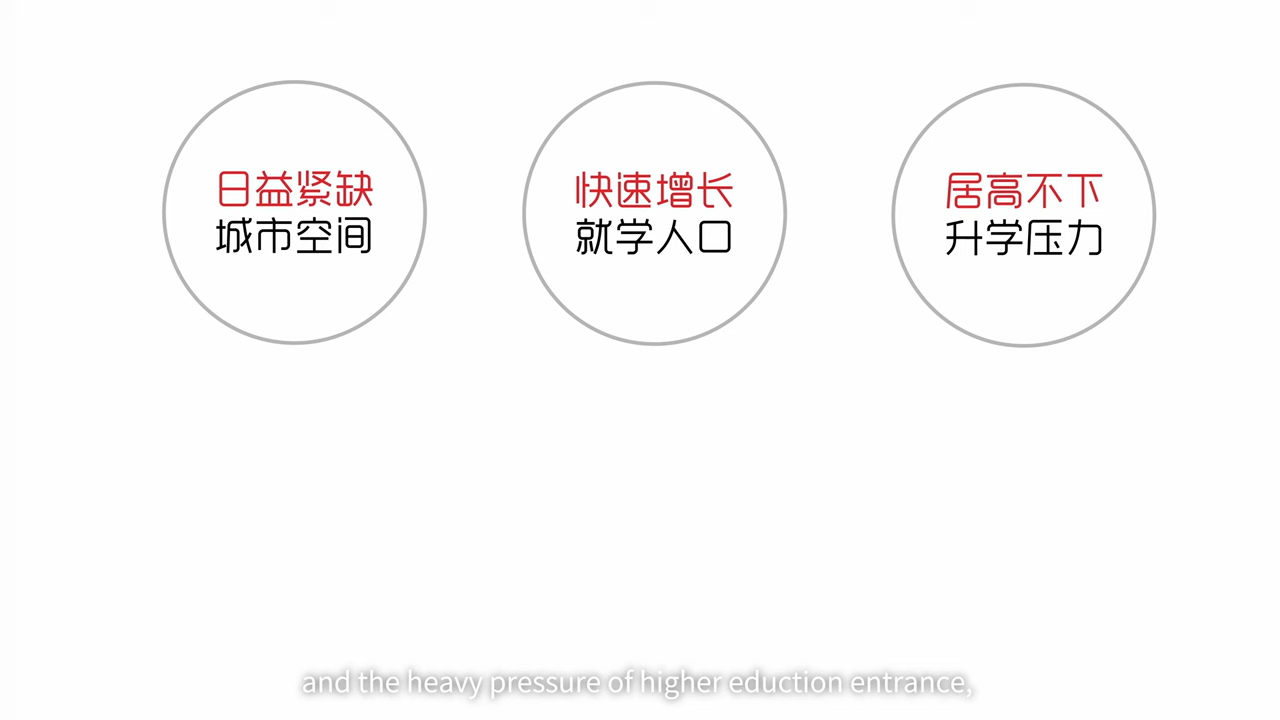 日益紧缺
城市空间
快速增长
就学人口
居高不下
升学压力
and the heavy pressure of higher eduction entrance,